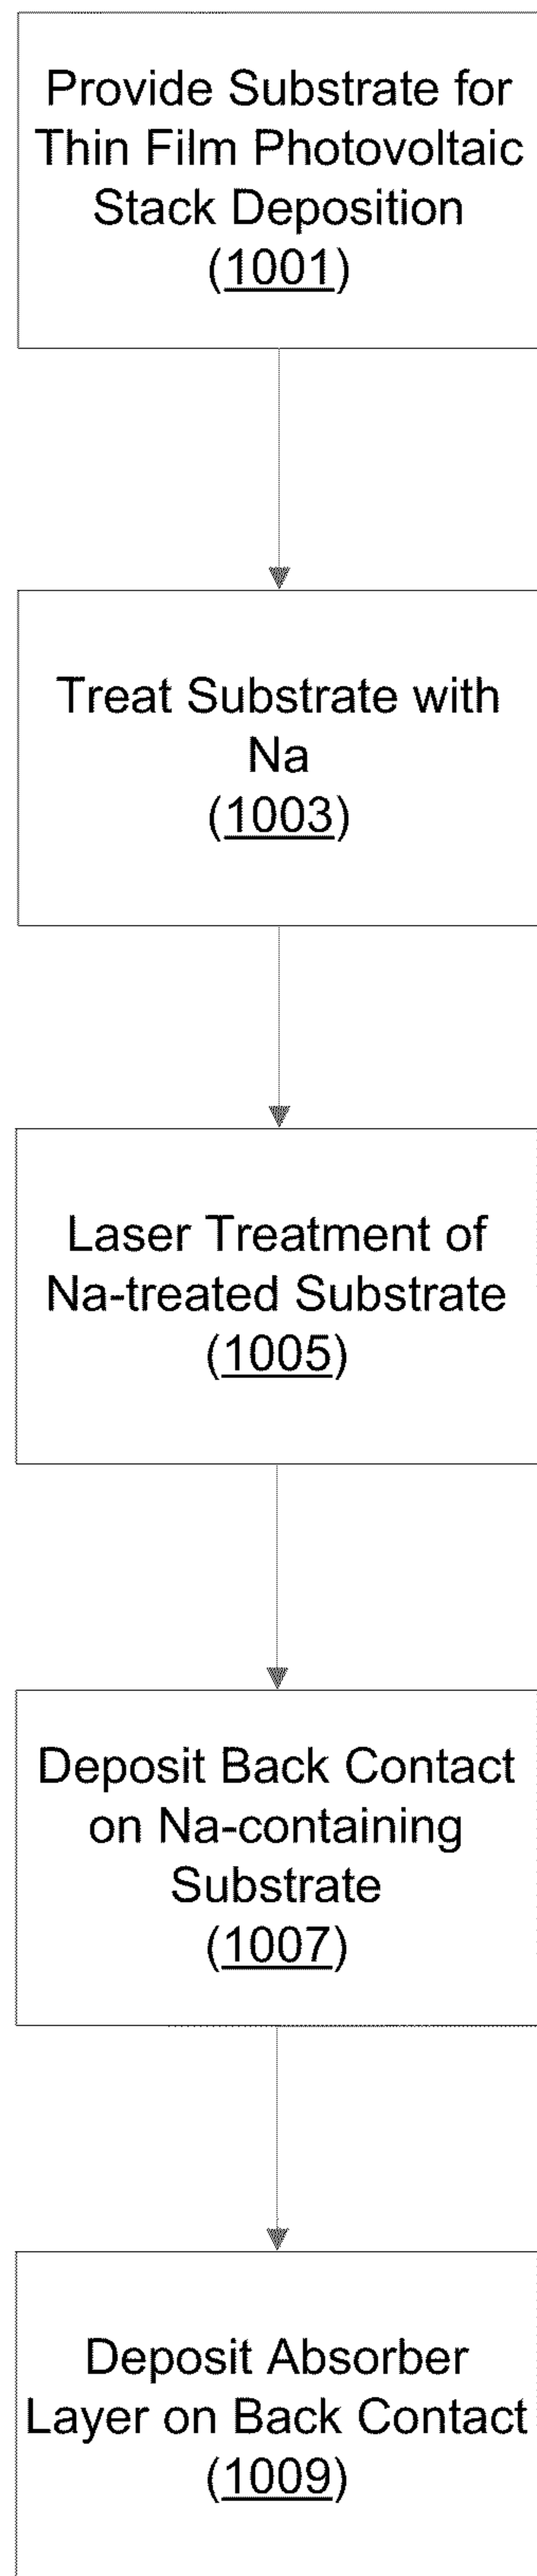 Provide Substrate for
Thin Film Photovoltaic
Stack Deposition
(1001)
Treat Substrate with
Na
(1003)
Laser Treatment of
Na-treated Substrate
(1005)
Deposit Back Contact
on Na-containing
Substrate
(1007)
Deposit Absorber
Layer on Back Contact
(1009)